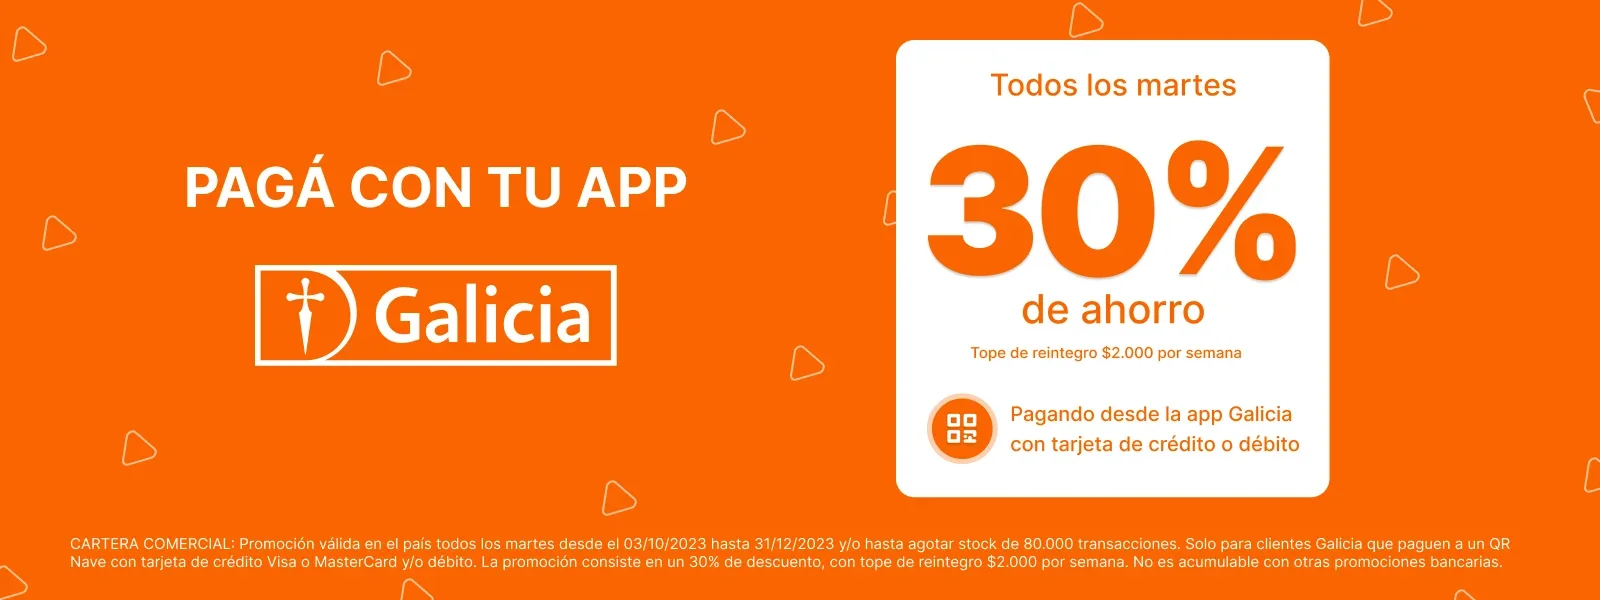 PAGÁ CON TU APP
Galicia
Todos los martes
30%
de ahorro
Tope de reintegro $2.000 por semana
Pagando desde la app Galicia
con tarjeta de crédito o débito
CARTERA COMERCIAL: Promoción válida en el país todos los martes desde el 03/10/2023 hasta 31/12/2023 y/o hasta agotar stock de 80.000 transacciones. Solo para clientes Galicia que paguen a un QR
Nave con tarjeta de crédito Visa o MasterCard y/o débito. La promoción consiste en un 30% de descuento, con tope de reintegro $2.000 por semana. No es acumulable con otras promociones bancarias.